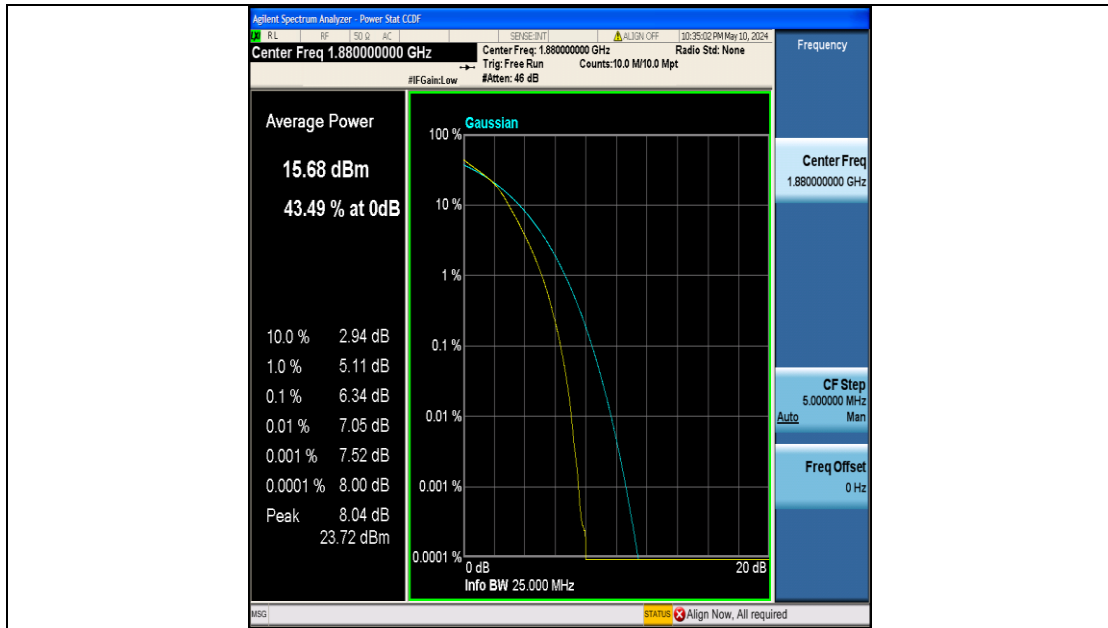 Agilent Spectrum Analyzer - Power Stat CCDF
RL RF 50 Ω AC SENSE:INT ALIGN OFF 10:35:02 PM May 10, 2024
Center Freq 1.880000000 GHz
Center Freq: 1.880000000 GHz Radio Std: None
Trig: Free Run Counts:10.0 M/10.0 Mpt
#IFGain:Low #Atten: 46 dB
Frequency
Average Power
15.68 dBm
43.49 % at 0dB
10.0 % 2.94 dB
1.0 % 5.11 dB
0.1 % 6.34 dB
0.01 % 7.05 dB
0.001 % 7.52 dB
0.0001 % 8.00 dB
Peak 8.04 dB
23.72 dBm
Gaussian
100 %
10 %
1 %
0.1 %
0.01 %
0.001 %
0.0001 %
0 dB 20 dB
Info BW 25.000 MHz
Center Freq
1.880000000 GHz
CF Step
5.000000 MHz
Auto Man
Freq Offset
0 Hz
MSG STATUS Align Now, All required